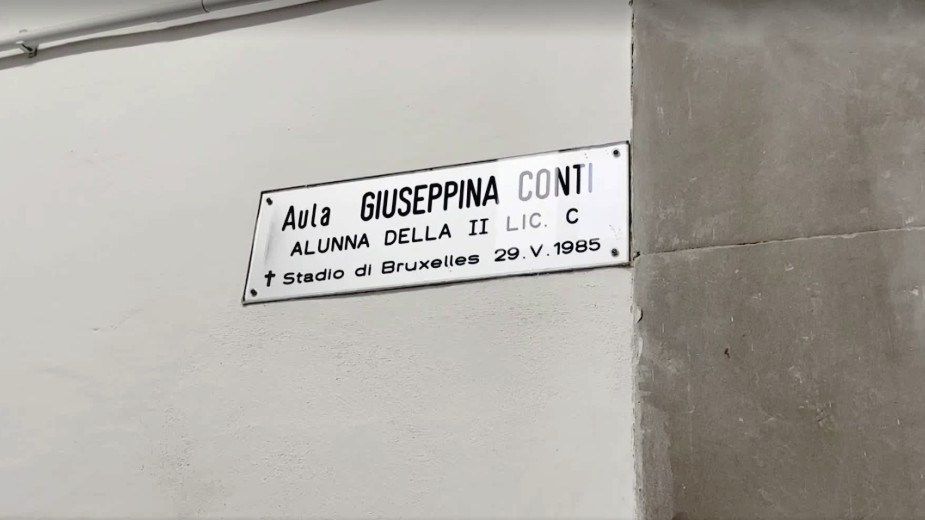 Aula GIUSEPPINA CONTI
ALUNNA DELLA II LIC. C
✝ Stadio di Bruxelles 29.V.1985